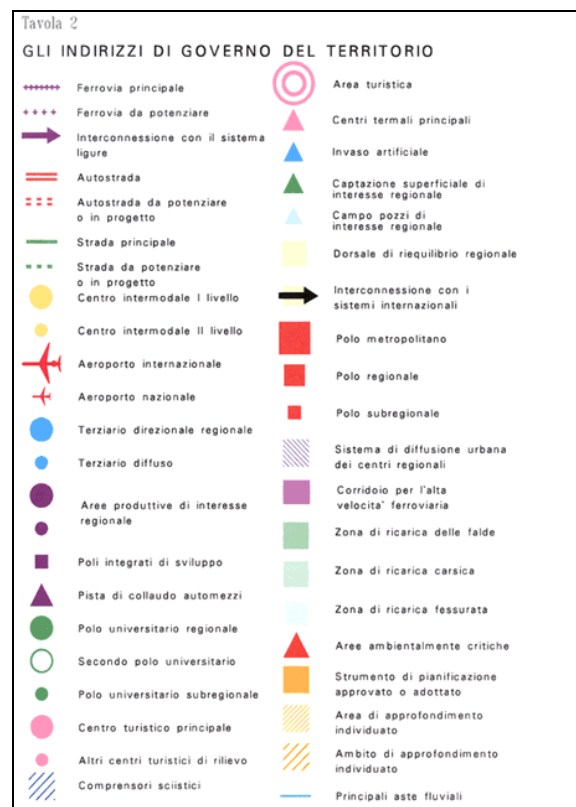 Tavola 2
GLI INDIRIZZI DI GOVERNO DEL TERRITORIO
Ferrovia principale
Ferrovia da potenziare
Interconnessione con il sistema
ligure
Autostrada
Autostrada da potenziare
o in progetto
Strada principale
Strada da potenziare
o in progetto
Centro intermodale I livello
Centro intermodale II livello
Aeroporto internazionale
Aeroporto nazionale
Terziario direzionale regionale
Terziario diffuso
Aree produttive di interesse
regionale
Poli integrati di sviluppo
Pista di collaudo automezzi
Polo universitario regionale
Secondo polo universitario
Polo universitario subregionale
Centro turistico principale
Altri centri turistici di rilievo
Comprensori sciistici
Area turistica
Centri termali principali
Invaso artificiale
Captazione superficiale di
interesse regionale
Campo pozzi di
interesse regionale
Dorsale di riequilibrio regionale
Interconnessione con i
sistemi internazionali
Polo metropolitano
Polo regionale
Polo subregionale
Sistema di diffusione urbana
dei centri regionali
Corridoio per l'alta
velocita' ferroviaria
Zona di ricarica delle falde
Zona di ricarica carsica
Zona di ricarica fessurata
Aree ambientalmente critiche
Strumento di pianificazione
approvato o adottato
Area di approfondimento
individuato
Ambito di approfondimento
individuato
Principali aste fluviali